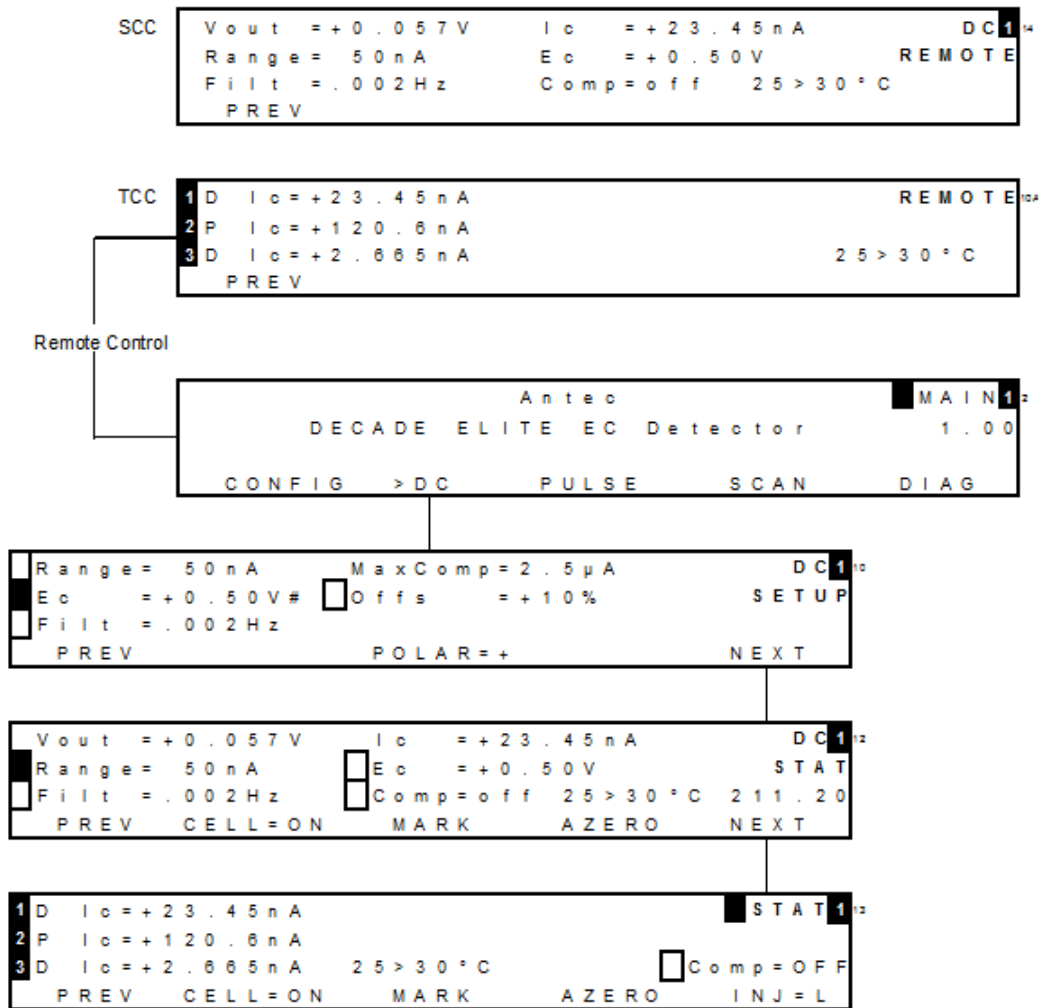 SCC
Vout =+0.057V Ic =+23.45nA DC1 14
Range= 50nA Ec =+0.50V REMOTE
Filt =.002Hz Comp=off 25>30°C
PREV
TCC
1 D Ic=+23.45nA REMOTE
2 P Ic=+120.6nA
3 D Ic=+2.665nA 25>30°C
PREV
Remote Control
Antec MAIN1 2
DECADE ELITE EC Detector 1.00
CONFIG >DC PULSE SCAN DIAG
Range= 50nA MaxComp=2.5µA DC1 10
Ec =+0.50V# Offs =+10% SETUP
Filt =.002Hz
PREV POLAR=+ NEXT
Vout =+0.057V Ic =+23.45nA DC1 12
Range= 50nA Ec =+0.50V STAT
Filt =.002Hz Comp=off 25>30°C 211.20
PREV CELL=ON MARK AZERO NEXT
1 D Ic=+23.45nA STAT1 13
2 P Ic=+120.6nA
3 D Ic=+2.665nA 25>30°C Comp=OFF
PREV CELL=ON MARK AZERO INJ=L